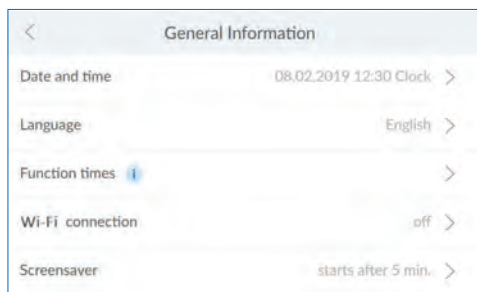 General Information
Date and time 08.02.2019 12:30 Clock
Language English
Function times i
Wi-Fi connection off
Screensaver starts after 5 min.